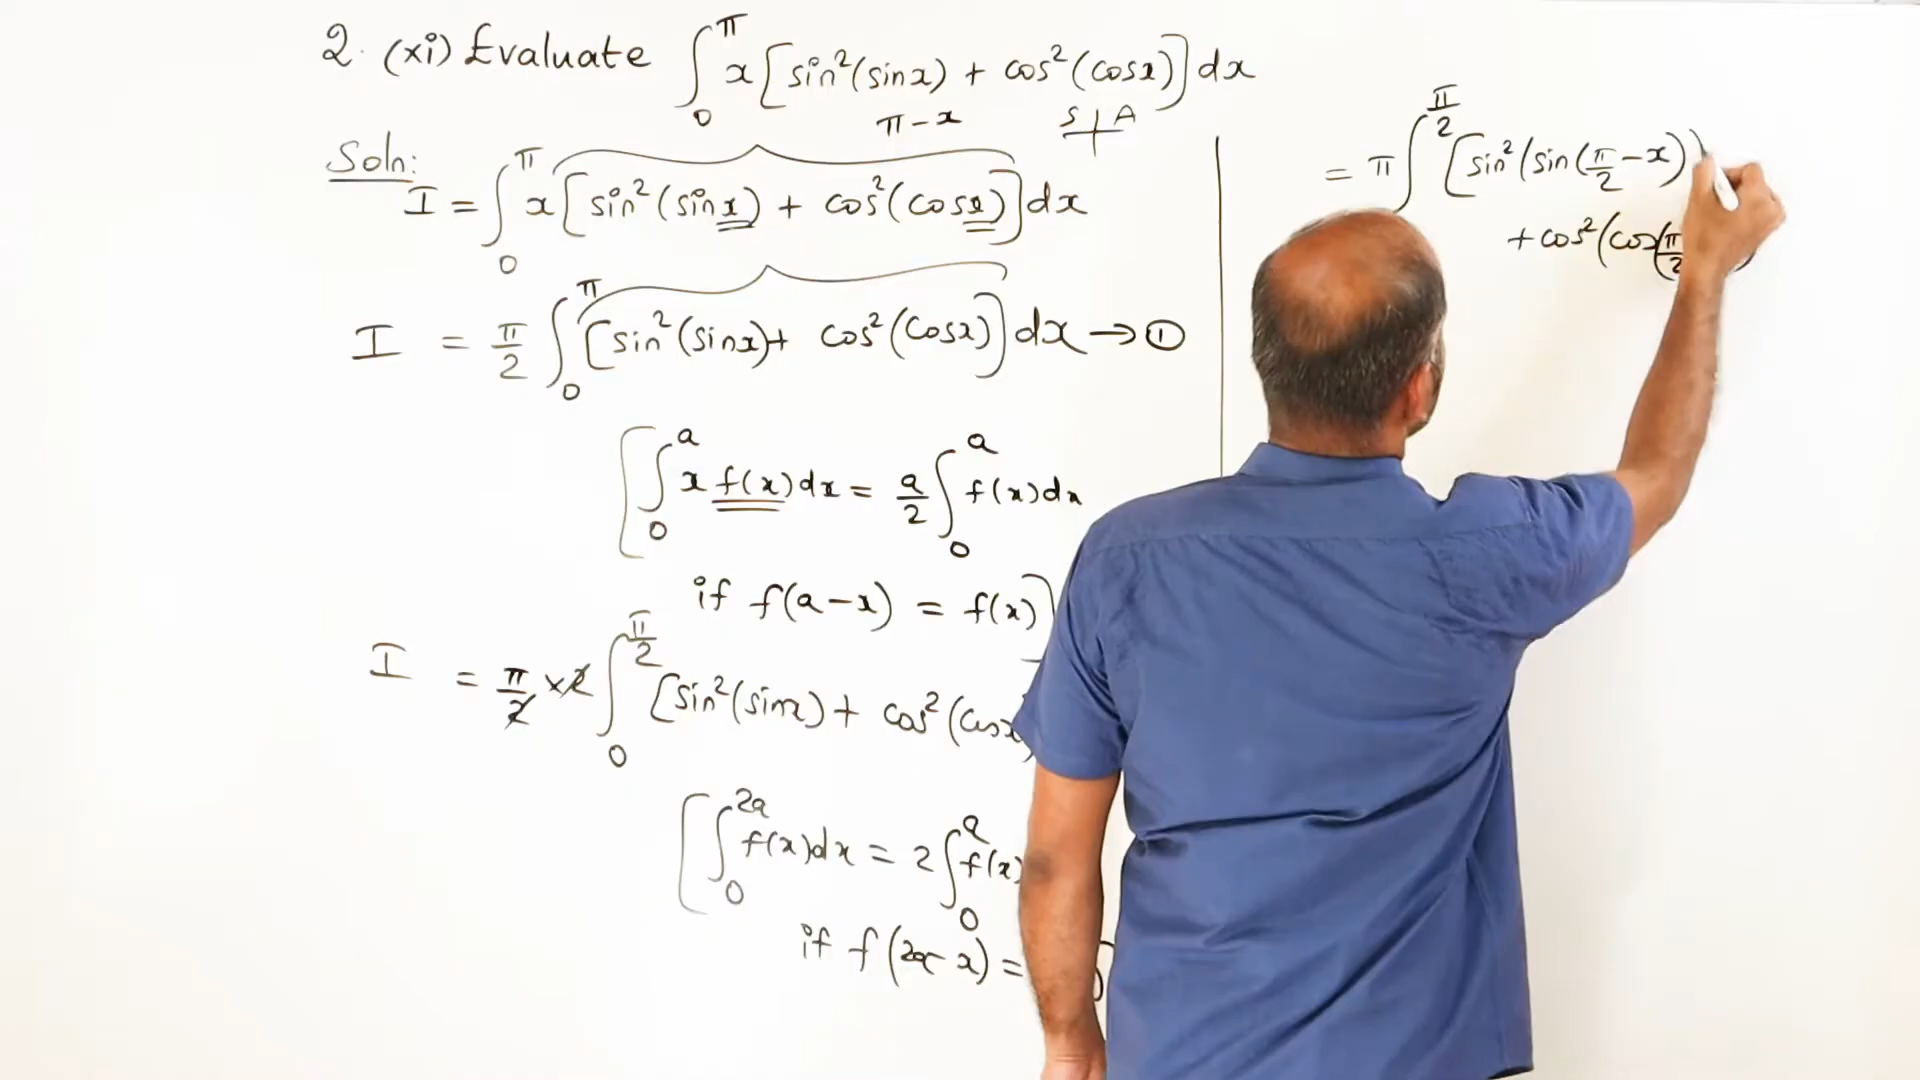 2. (xi) Evaluate ∫₀^π x[sin²(sinx) + cos²(cosx)]dx
π-x S A
Soln:
I = ∫₀^π x[sin²(sinx) + cos²(cosx)]dx
I = π/2 ∫₀^π [sin²(sinx)+ cos²(cosx)]dx → ①
[∫₀^a x f(x)dx = a/2 ∫₀^a f(x)dx
if f(a-x) = f(x)]
I = π/2 ×2 ∫₀^(π/2) [sin²(sinx)+ cos²(cosx
[∫₀^(2a) f(x)dx = 2∫₀^a f(x)
if f(2a-x) =
= π ∫^(π/2) [sin²(sin(π/2 -x))
+cos²(cos(π/2